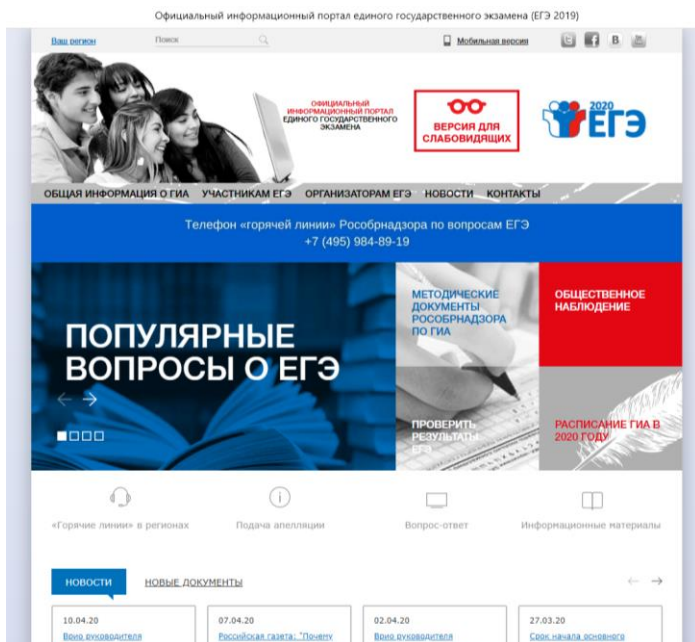 Официальный информационный портал единого государственного экзамена (ЕГЭ 2019)
Ваш регион
Поиск
Мобильная версия
ОФИЦИАЛЬНЫЙ
ИНФОРМАЦИОННЫЙ ПОРТАЛ
ЕДИНОГО ГОСУДАРСТВЕННОГО
ЭКЗАМЕНА
ВЕРСИЯ ДЛЯ
СЛАБОВИДЯЩИХ
2020
ЕГЭ
ОБЩАЯ ИНФОРМАЦИЯ О ГИА УЧАСТНИКАМ ЕГЭ ОРГАНИЗАТОРАМ ЕГЭ НОВОСТИ КОНТАКТЫ
Телефон «горячей линии» Рособрнадзора по вопросам ЕГЭ
+7 (495) 984-89-19
ПОПУЛЯРНЫЕ
ВОПРОСЫ О ЕГЭ
МЕТОДИЧЕСКИЕ
ДОКУМЕНТЫ
РОСОБРНАДЗОРА
ПО ГИА
ОБЩЕСТВЕННОЕ
НАБЛЮДЕНИЕ
ПРОВЕРИТЬ
РЕЗУЛЬТАТЫ
ЕГЭ
РАСПИСАНИЕ ГИА В
2020 ГОДУ
«Горячие линии» в регионах
Подача апелляции
Вопрос-ответ
Информационные материалы
НОВОСТИ
НОВЫЕ ДОКУМЕНТЫ
10.04.20
Врио руководителя
07.04.20
Российская газета: "Почему
02.04.20
Врио руководителя
27.03.20
Срок начала основного